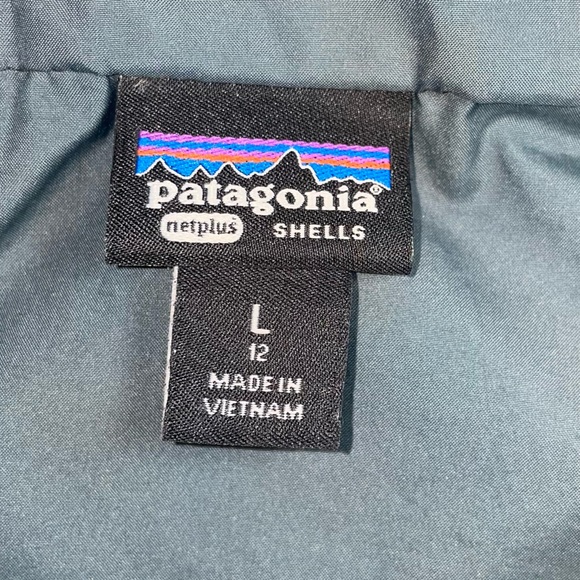 patagonia®
netplus® SHELLS
L
12
MADE IN
VIETNAM